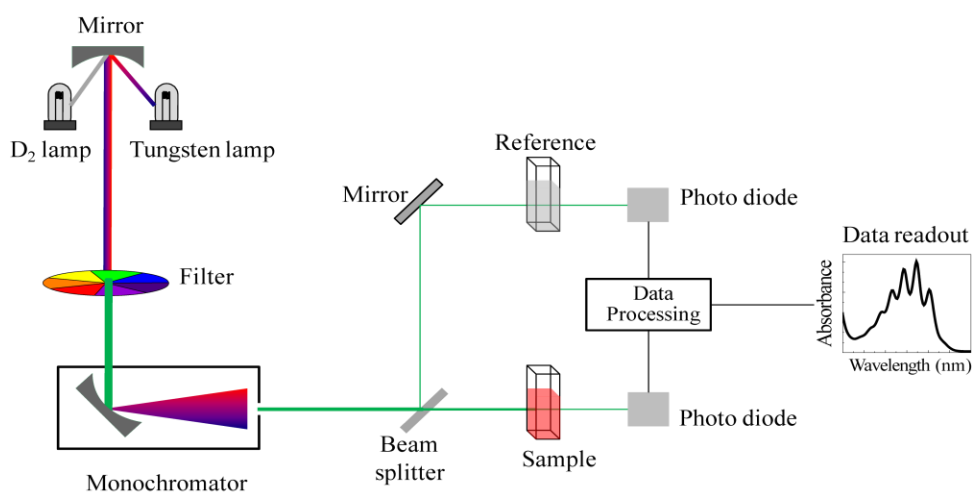 Mirror
D₂ lamp
Tungsten lamp
Filter
Monochromator
Mirror
Beam
splitter
Reference
Sample
Photo diode
Data
Processing
Photo diode
Data readout
Absorbance
Wavelength (nm)